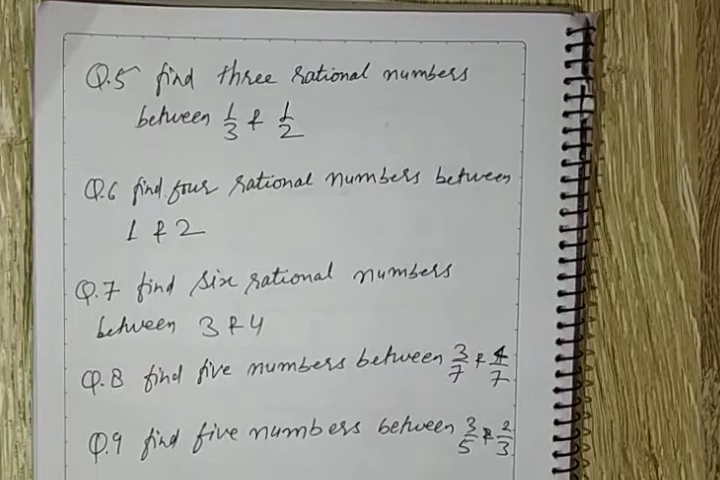 Q.5 find three rational numbers
between 1/3 & 1/2
Q.6 find four rational numbers between
1 & 2
Q.7 find six rational numbers
between 3 & 4
Q.8 find five numbers between 3/7 & 4/7
Q.9 find five numbers between 3/5 & 2/3